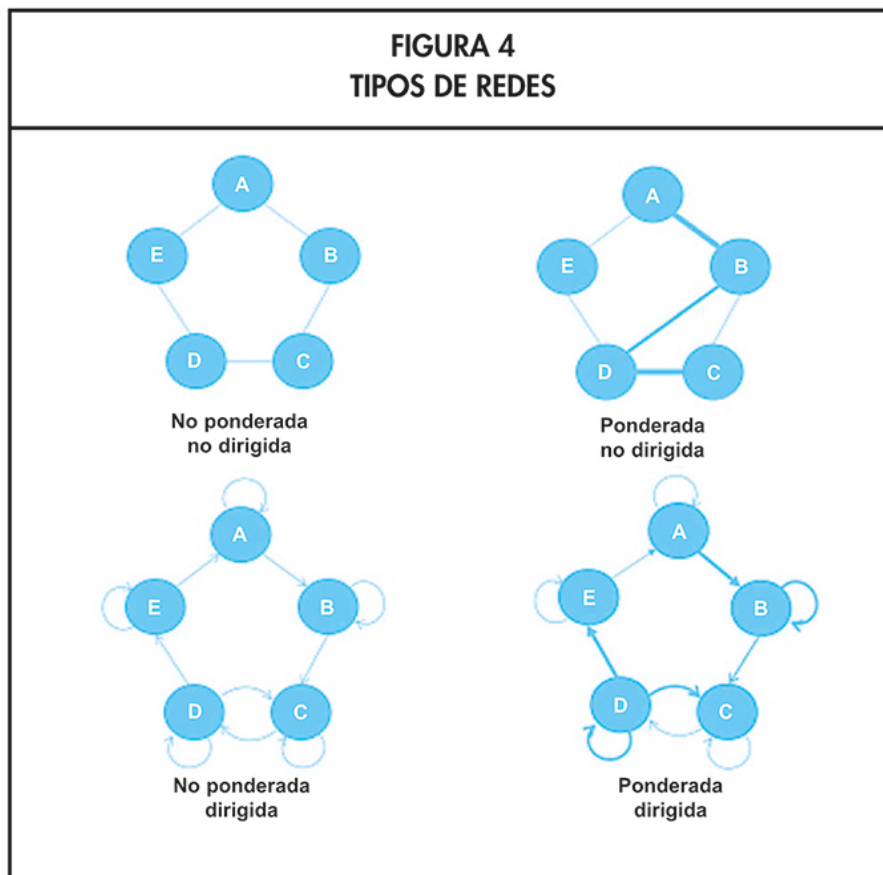 FIGURA 4
TIPOS DE REDES
A
E
B
D
C
No ponderada
no dirigida
A
E
B
D
C
Ponderada
no dirigida
A
E
B
D
C
No ponderada
dirigida
A
E
B
D
C
Ponderada
dirigida